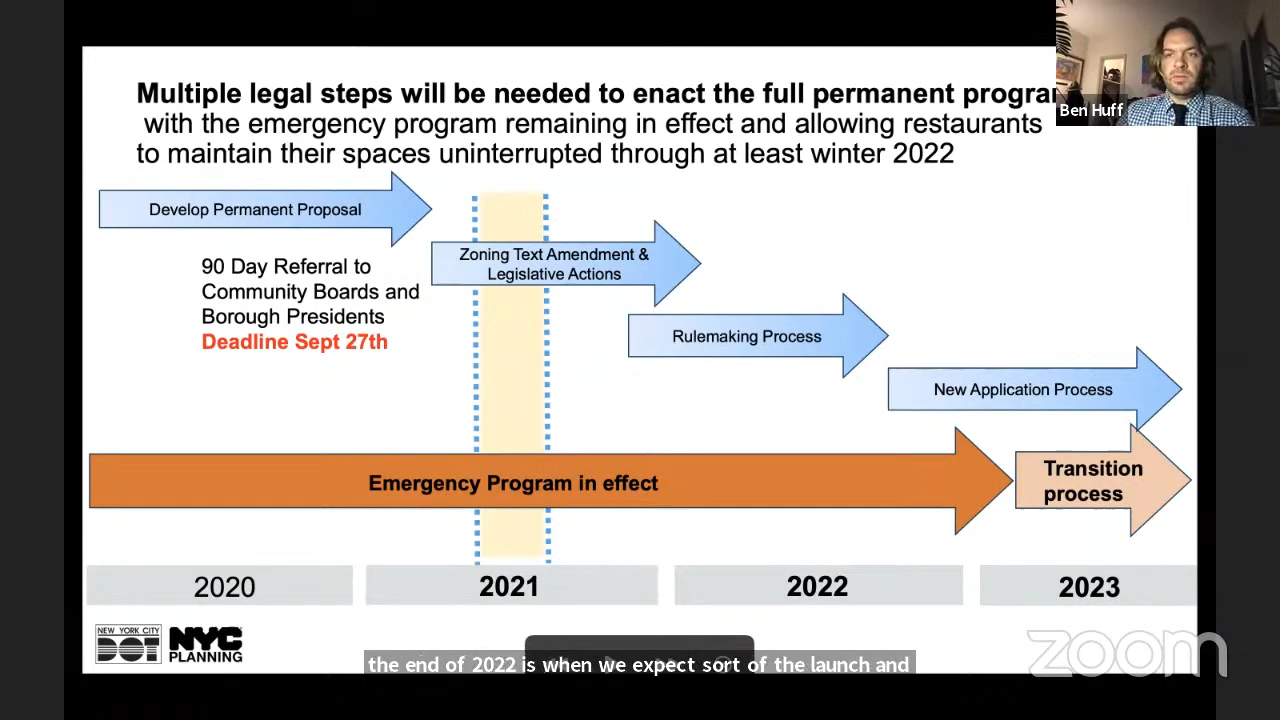 Multiple legal steps will be needed to enact the full permanent program
with the emergency program remaining in effect and allowing restaurants
to maintain their spaces uninterrupted through at least winter 2022
Ben Huff
Develop Permanent Proposal
Zoning Text Amendment &
Legislative Actions
90 Day Referral to
Community Boards and
Borough Presidents
Deadline Sept 27th
Rulemaking Process
New Application Process
Emergency Program in effect
Transition
process
2020
2021
2022
2023
NEW YORK CITY
DOT
NYC
PLANNING
the end of 2022 is when we expect sort of the launch and
zoom